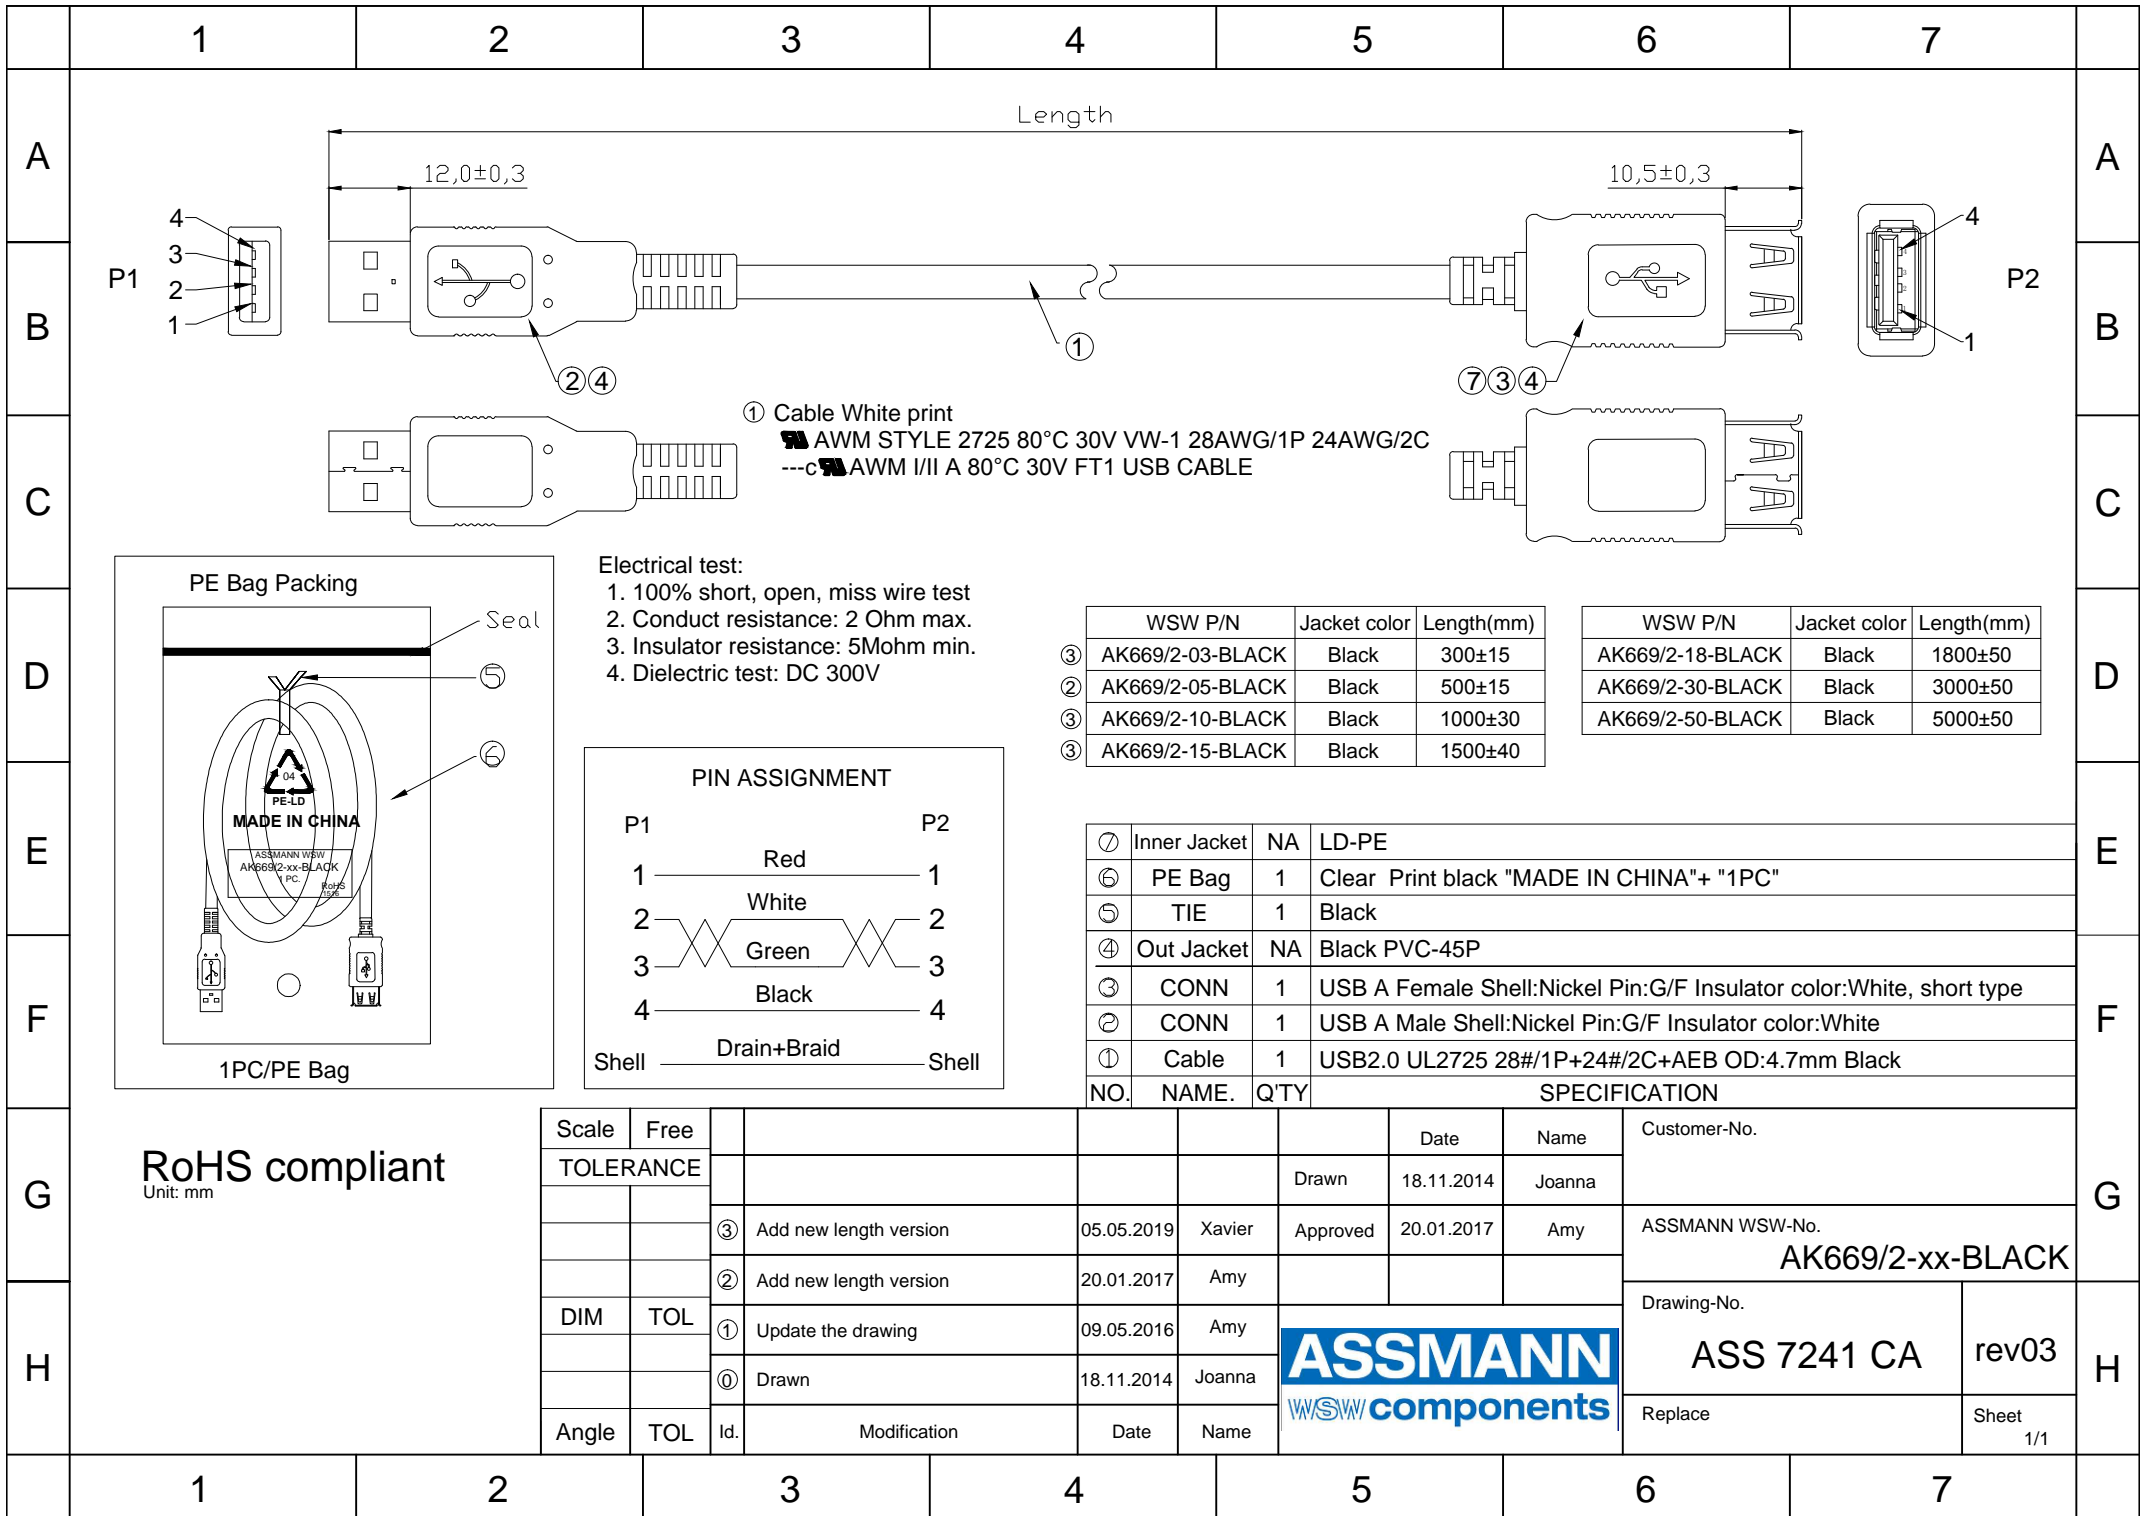 1 2 3 4 5 6 7
A A
B B
C C
D D
E E
F F
G G
H H
Length
12,0±0,3
10,5±0,3
P1
4
3
2
1
4
1
P2
②④
①
⑦③④
① Cable White print
AWM STYLE 2725 80°C 30V VW-1 28AWG/1P 24AWG/2C
---c AWM I/II A 80°C 30V FT1 USB CABLE
PE Bag Packing
Seal
⑤
⑥
04
PE-LD
MADE IN CHINA
ASSMANN WSW
AK669/2-xx-BLACK
1 PC.
RoHS
1PC/PE Bag
Electrical test:
1. 100% short, open, miss wire test
2. Conduct resistance: 2 Ohm max.
3. Insulator resistance: 5Mohm min.
4. Dielectric test: DC 300V
WSW P/N Jacket color Length(mm)
③ AK669/2-03-BLACK Black 300±15
② AK669/2-05-BLACK Black 500±15
③ AK669/2-10-BLACK Black 1000±30
③ AK669/2-15-BLACK Black 1500±40
WSW P/N Jacket color Length(mm)
AK669/2-18-BLACK Black 1800±50
AK669/2-30-BLACK Black 3000±50
AK669/2-50-BLACK Black 5000±50
PIN ASSIGNMENT
P1 P2
1 Red 1
2 White 2
3 Green 3
4 Black 4
Shell Drain+Braid Shell
⑦ Inner Jacket NA LD-PE
⑥ PE Bag 1 Clear Print black "MADE IN CHINA"+ "1PC"
⑤ TIE 1 Black
④ Out Jacket NA Black PVC-45P
③ CONN 1 USB A Female Shell:Nickel Pin:G/F Insulator color:White, short type
② CONN 1 USB A Male Shell:Nickel Pin:G/F Insulator color:White
① Cable 1 USB2.0 UL2725 28#/1P+24#/2C+AEB OD:4.7mm Black
NO. NAME. Q'TY SPECIFICATION
RoHS compliant
Unit: mm
Scale Free
TOLERANCE
DIM TOL
Angle TOL
③ Add new length version 05.05.2019 Xavier
② Add new length version 20.01.2017 Amy
① Update the drawing 09.05.2016 Amy
⓪ Drawn 18.11.2014 Joanna
Id. Modification Date Name
Date Name
Drawn 18.11.2014 Joanna
Approved 20.01.2017 Amy
ASSMANN
WSW components
Customer-No.
ASSMANN WSW-No.
AK669/2-xx-BLACK
Drawing-No.
ASS 7241 CA
rev03
Replace
Sheet
1/1
1 2 3 4 5 6 7